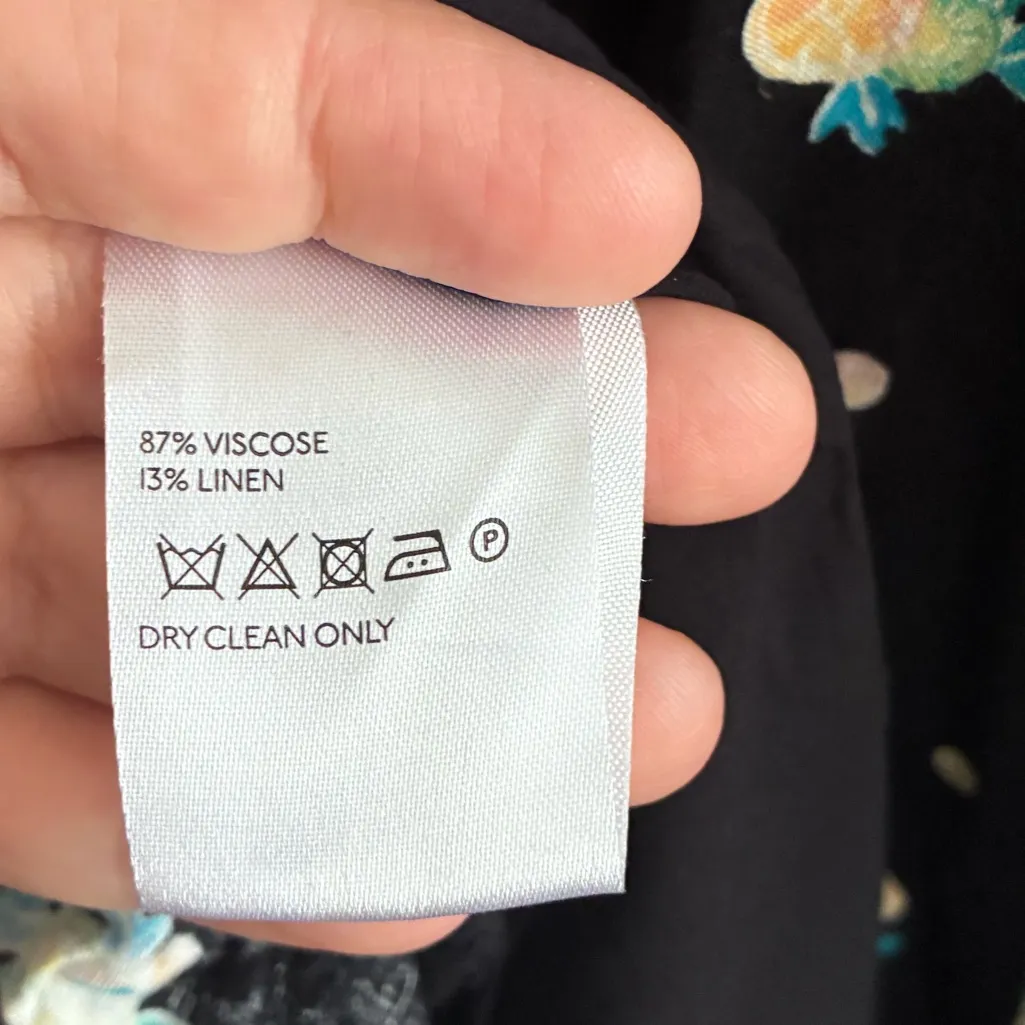 87% VISCOSE
13% LINEN
P
DRY CLEAN ONLY